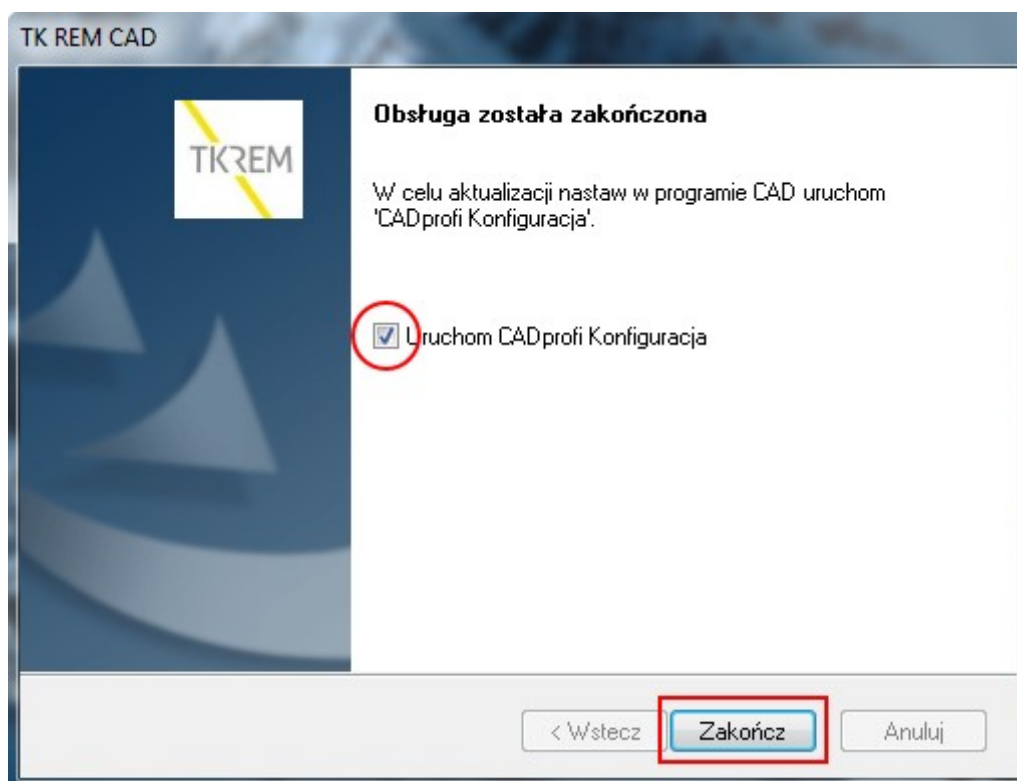 TK REM CAD
TKREM
Obsługa została zakończona
W celu aktualizacji nastaw w programie CAD uruchom
'CADprofi Konfiguracja'.
Uruchom CADprofi Konfiguracja
< Wstecz
Zakończ
Anuluj